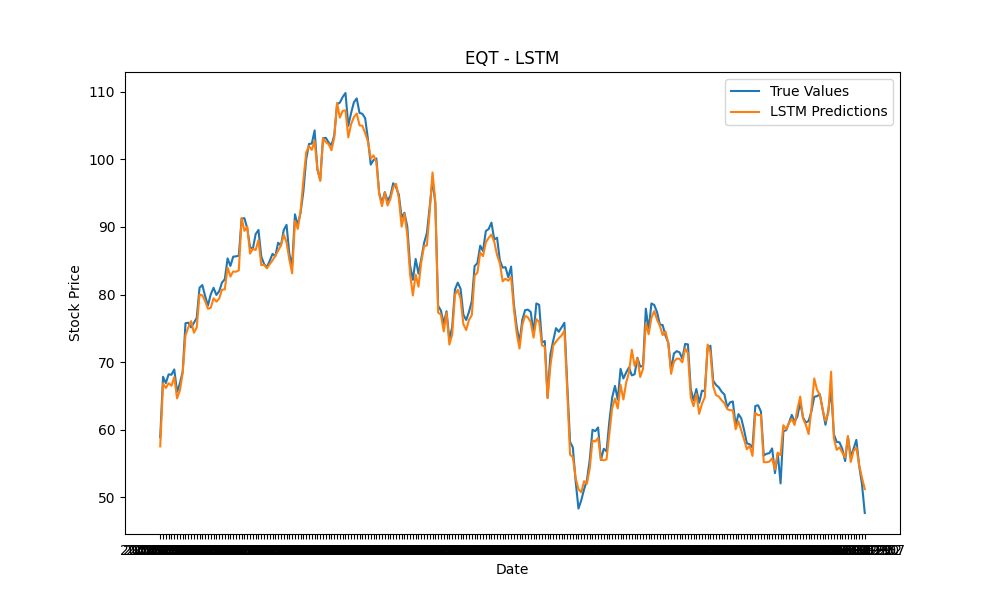 EQT - LSTM
True Values
LSTM Predictions
110
100
90
80
70
60
50
Stock Price
Date